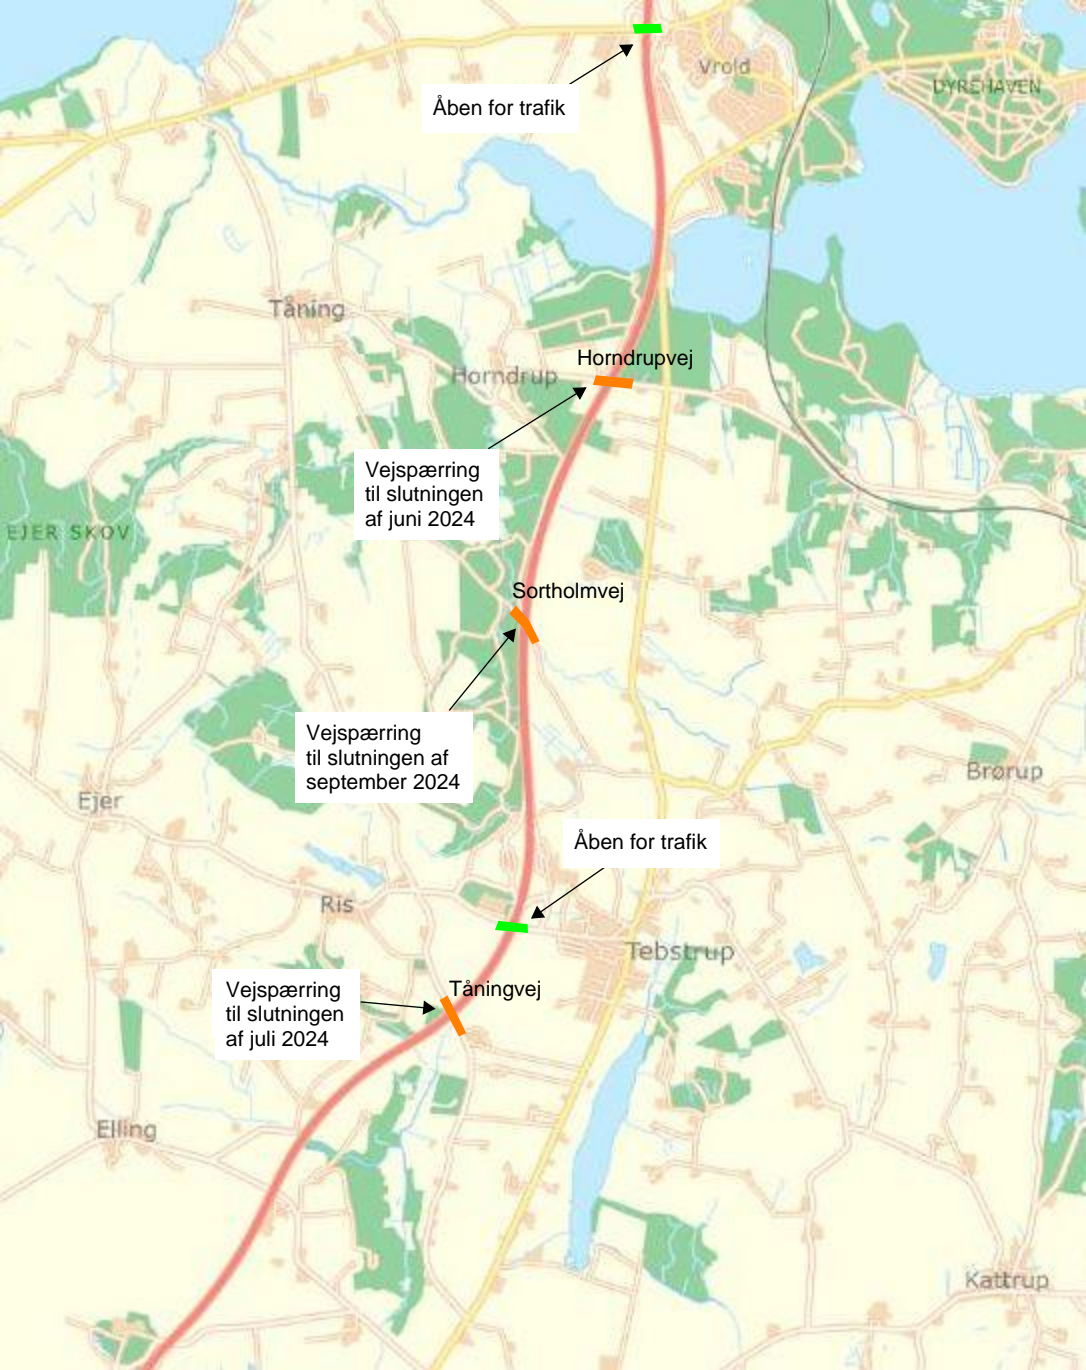 Vrold
DYREHAVEN
Åben for trafik
Tåning
Horndrupvej
Horndrup
Vejspærring
til slutningen
af juni 2024
EJER SKOV
Sortholmvej
Vejspærring
til slutningen af
september 2024
Brørup
Ejer
Åben for trafik
Ris
Tebstrup
Tåningvej
Vejspærring
til slutningen
af juli 2024
Elling
Kattrup